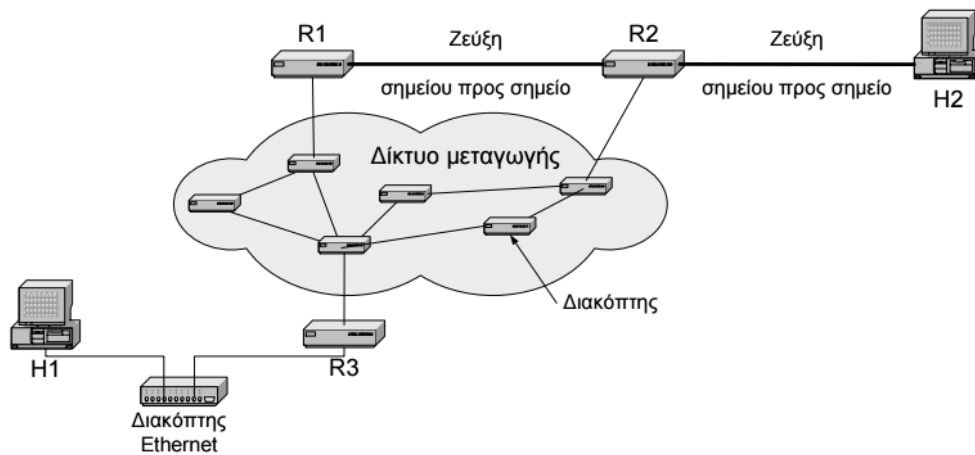 R1
Ζεύξη
R2
Ζεύξη
σημείου προς σημείο
σημείου προς σημείο
H2
Δίκτυο μεταγωγής
Διακόπτης
H1
R3
Διακόπτης
Ethernet